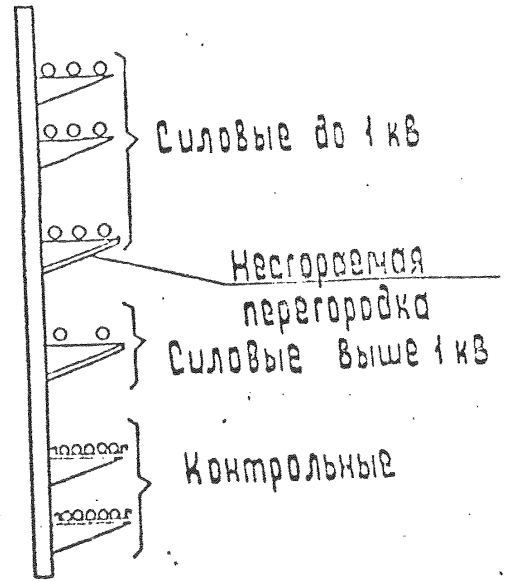 Силовые до 1 кв
Несгораемая
перегородка
Силовые выше 1 кв
Контрольные